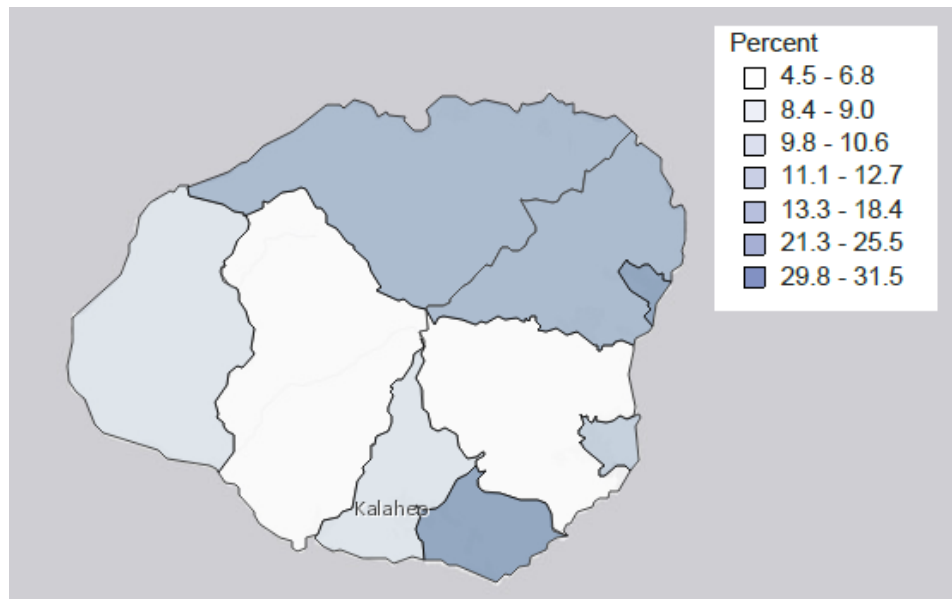 Percent
4.5 - 6.8
8.4 - 9.0
9.8 - 10.6
11.1 - 12.7
13.3 - 18.4
21.3 - 25.5
29.8 - 31.5
Kalaheo